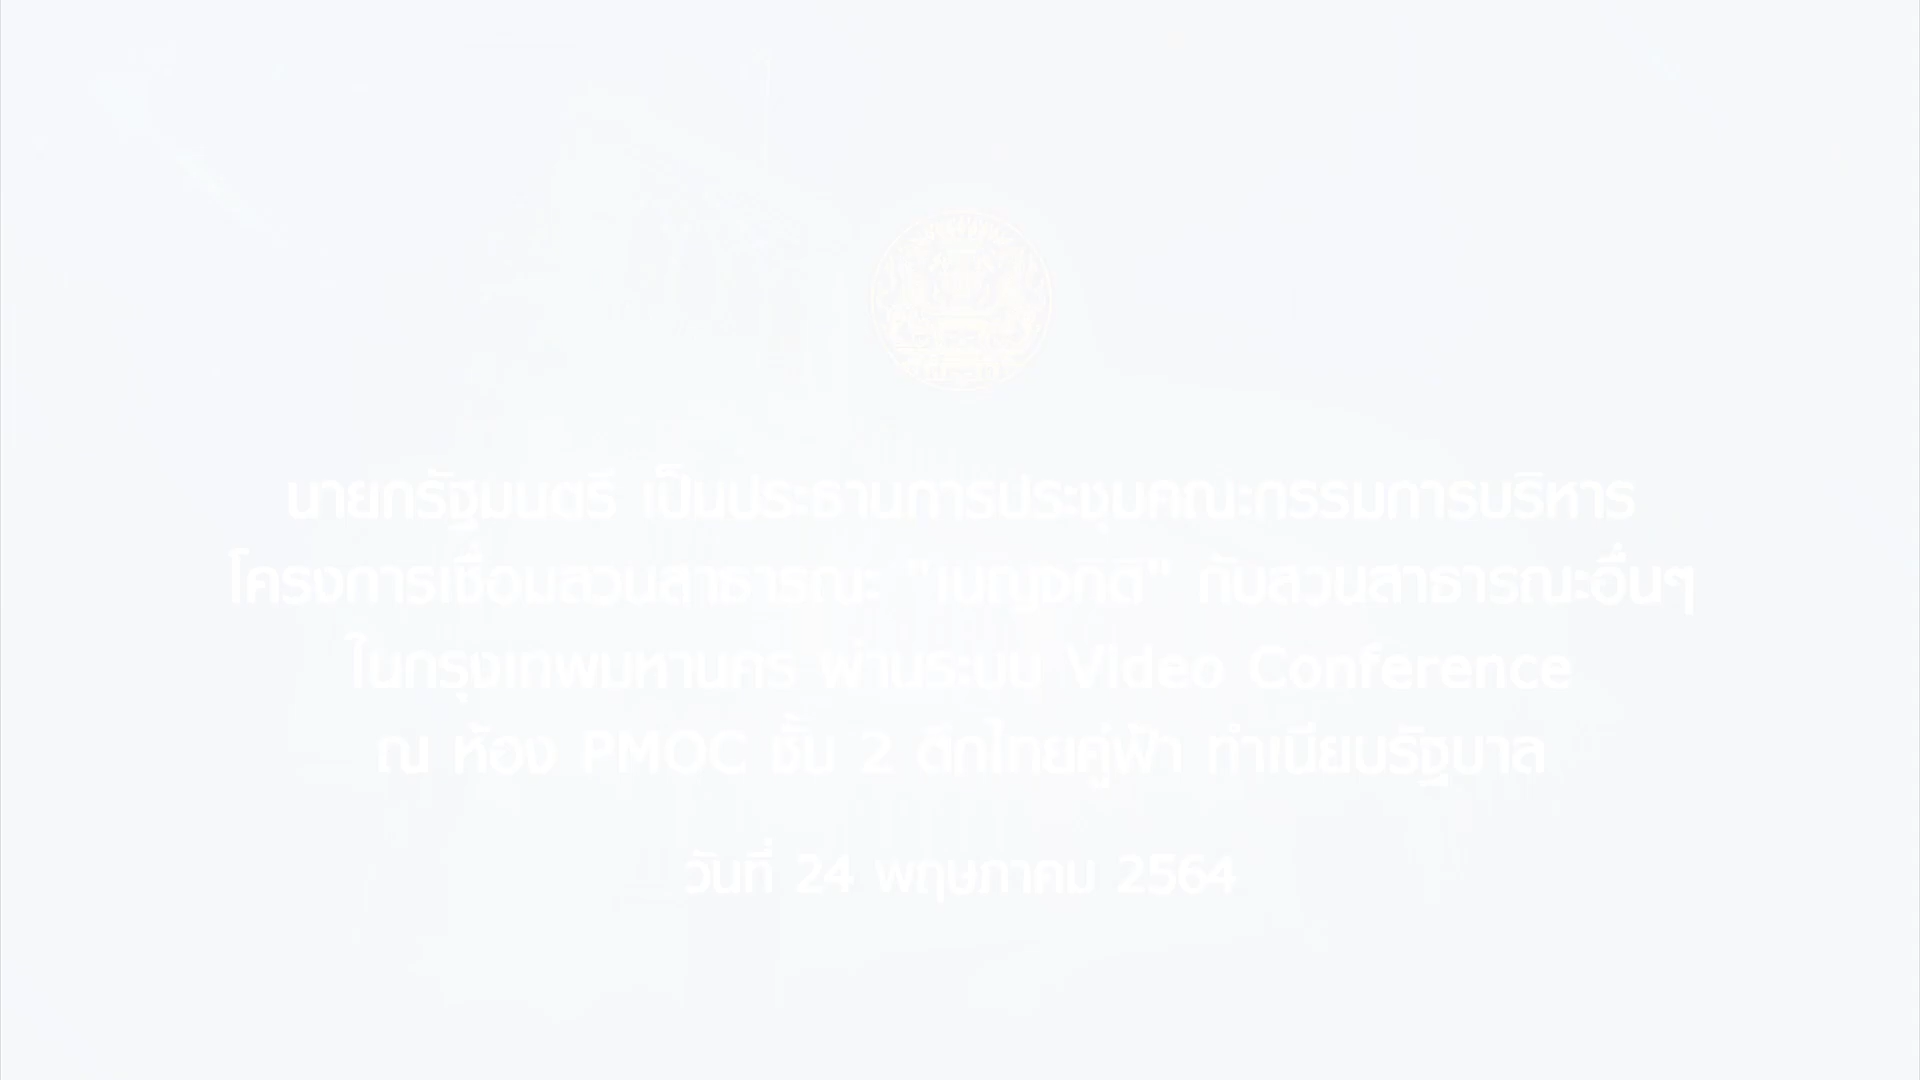 นายกรัฐมนตรี เป็นประธานการประชุมคณะกรรมการบริหาร
โครงการเชื่อมสวนสาธารณะ "เบญจกิติ" กับสวนสาธารณะอื่นๆ
ในกรุงเทพมหานคร ผ่านระบบ Video Conference
ณ ห้อง PMOC ชั้น 2 ตึกไทยคู่ฟ้า ทำเนียบรัฐบาล
วันที่ 24 พฤษภาคม 2564